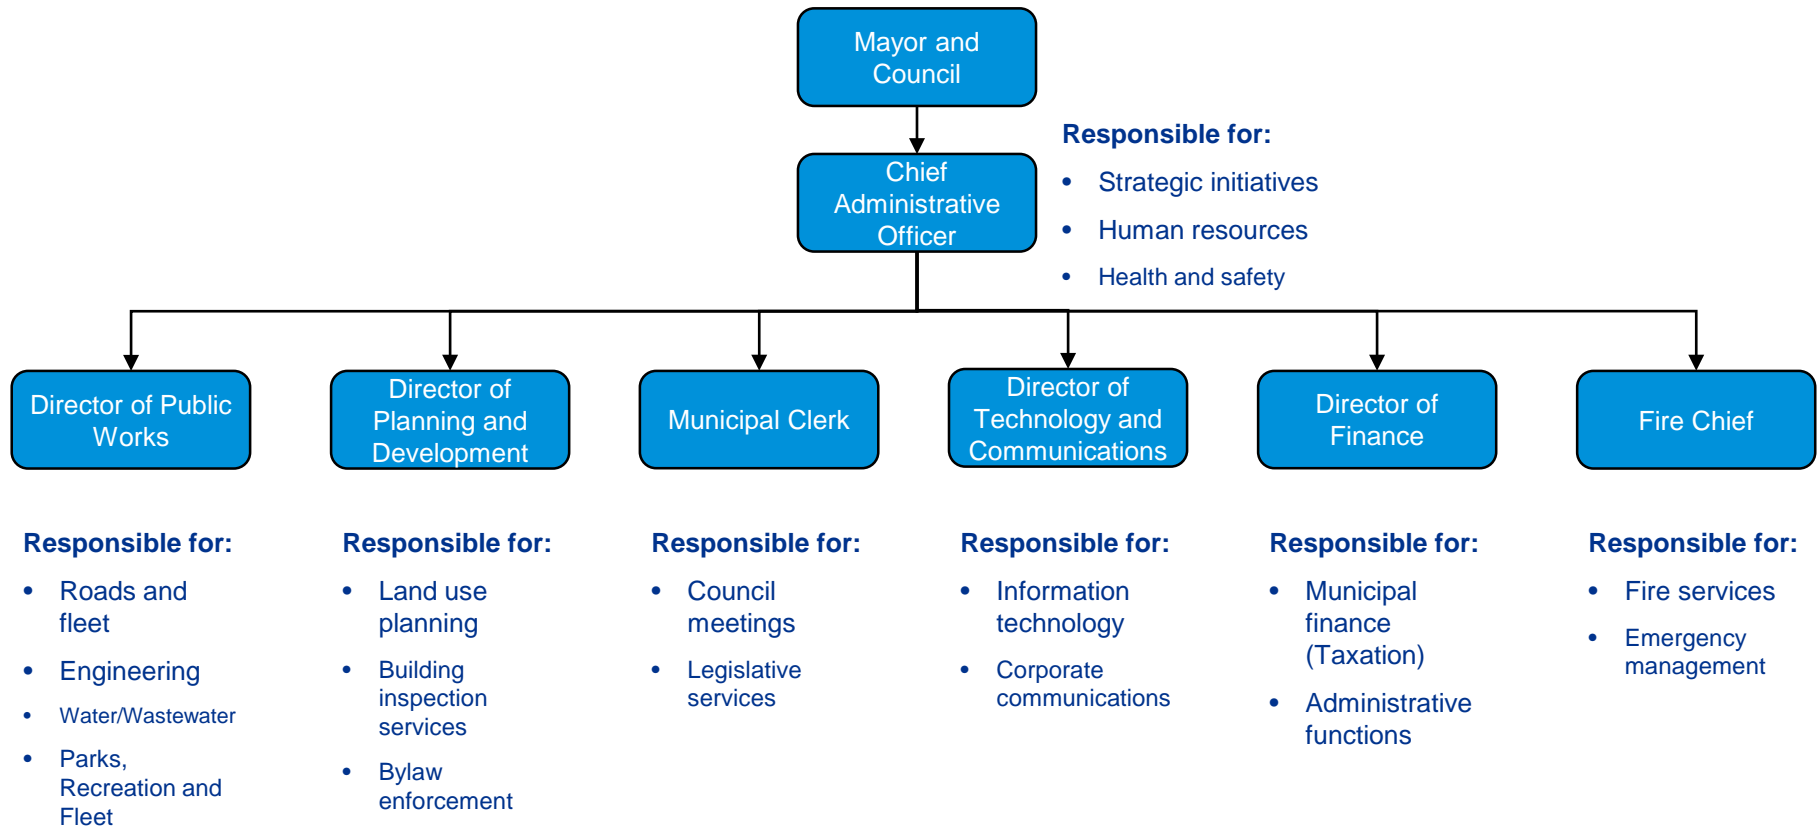 Mayor and
Council
Chief
Administrative
Officer
Responsible for:
• Strategic initiatives
• Human resources
• Health and safety
Director of Public
Works
Director of
Planning and
Development
Municipal Clerk
Director of
Technology and
Communications
Director of
Finance
Fire Chief
Responsible for:
• Roads and
fleet
• Engineering
• Water/Wastewater
• Parks,
Recreation and
Fleet
Responsible for:
• Land use
planning
• Building
inspection
services
• Bylaw
enforcement
Responsible for:
• Council
meetings
• Legislative
services
Responsible for:
• Information
technology
• Corporate
communications
Responsible for:
• Municipal
finance
(Taxation)
• Administrative
functions
Responsible for:
• Fire services
• Emergency
management